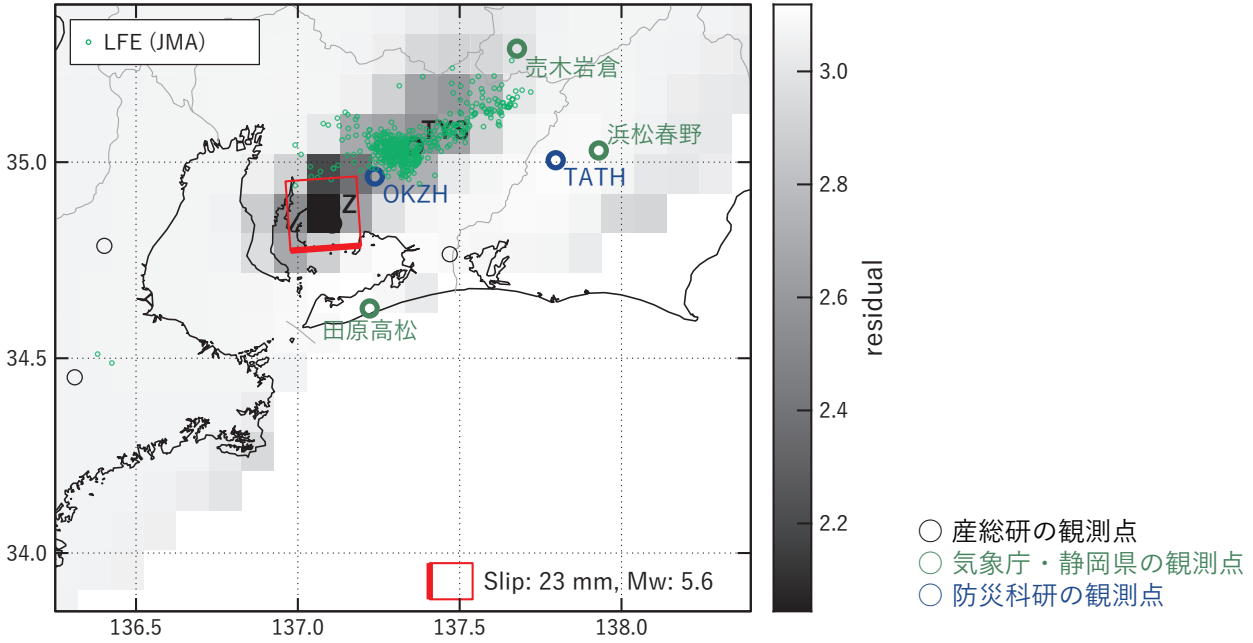 LFE (JMA)
売木岩倉
浜松春野
TATH
OKZH
田原高松
35.0
34.5
34.0
136.5
137.0
137.5
138.0
Slip: 23 mm, Mw: 5.6
3.0
2.8
2.6
2.4
2.2
residual
○ 産総研の観測点
○ 気象庁・静岡県の観測点
○ 防災科研の観測点